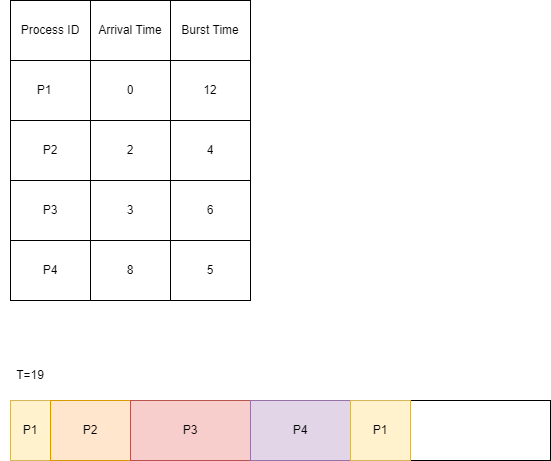 Process ID Arrival Time Burst Time
P1 0 12
P2 2 4
P3 3 6
P4 8 5
T=19
P1 P2 P3 P4 P1